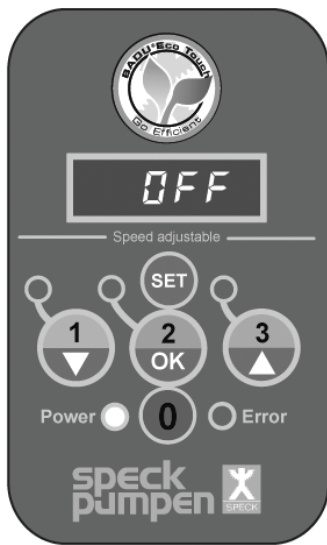 BADU®Eco Touch
Go Efficient
OFF
Speed adjustable
SET
1
2
3
OK
Power
0
Error
speck
pumpen
SPECK